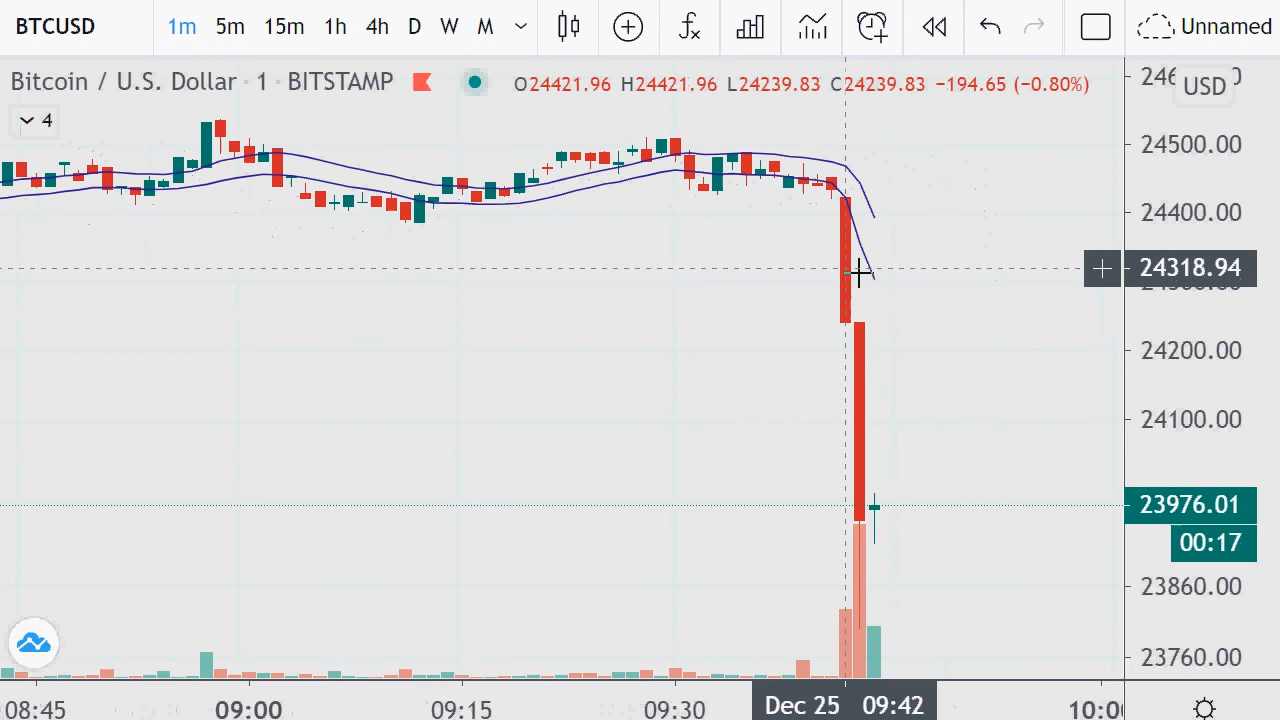 BTCUSD 1m 5m 15m 1h 4h D W M fx Unnamed
Bitcoin / U.S. Dollar · 1 · BITSTAMP O24421.96 H24421.96 L24239.83 C24239.83 −194.65 (−0.80%)
USD
4
24500.00
24400.00
24318.94
24200.00
24100.00
23976.01
00:17
23860.00
23760.00
08:45 09:00 09:15 09:30 Dec 25 09:42